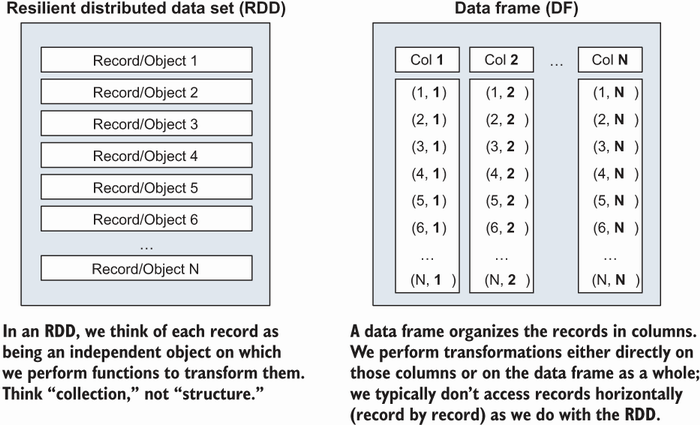 Resilient distributed data set (RDD)
Record/Object 1
Record/Object 2
Record/Object 3
Record/Object 4
Record/Object 5
Record/Object 6
...
Record/Object N
In an RDD, we think of each record as
being an independent object on which
we perform functions to transform them.
Think “collection,” not “structure.”
Data frame (DF)
Col 1 Col 2 ... Col N
(1, 1) (1, 2 ) (1, N )
(2, 1) (2, 2 ) (2, N )
(3, 1) (3, 2 ) (3, N )
(4, 1) (4, 2 ) (4, N )
(5, 1) (5, 2 ) (5, N )
(6, 1) (6, 2 ) (6, N )
... ... ...
(N, 1 ) (N, 2 ) (N, N )
A data frame organizes the records in columns.
We perform transformations either directly on
those columns or on the data frame as a whole;
we typically don’t access records horizontally
(record by record) as we do with the RDD.